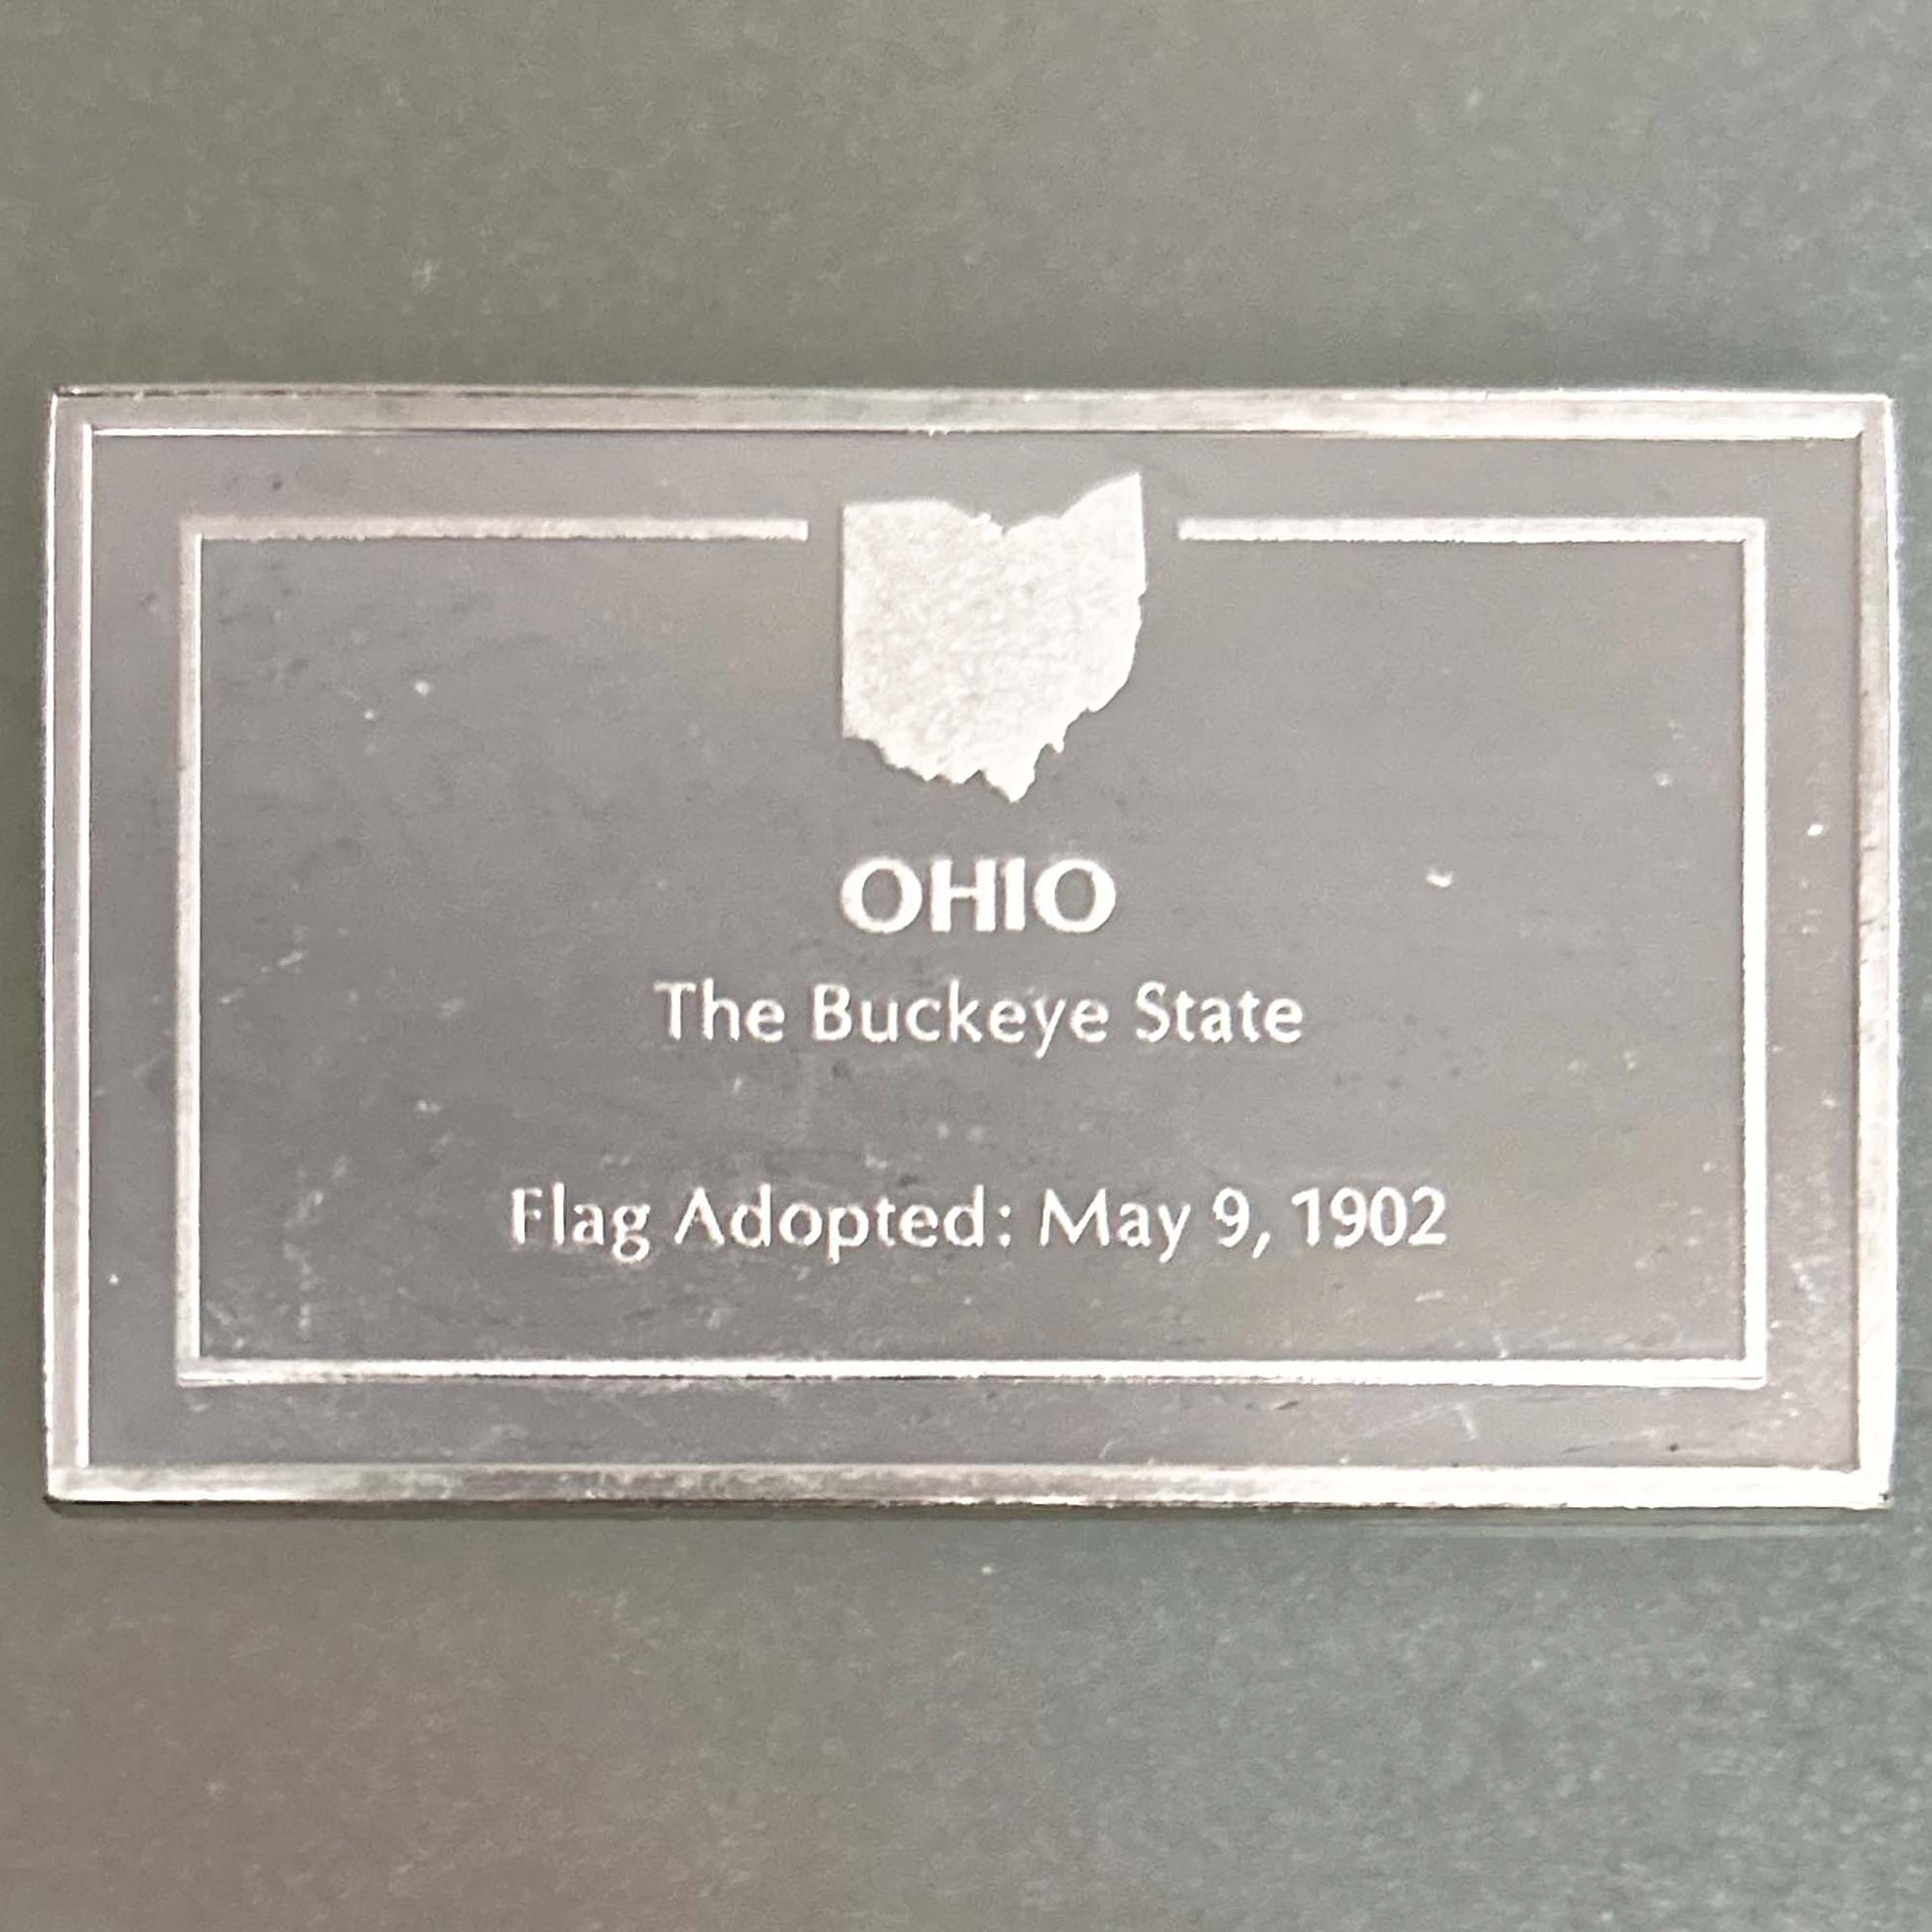 OHIO
The Buckeye State
Flag Adopted: May 9, 1902